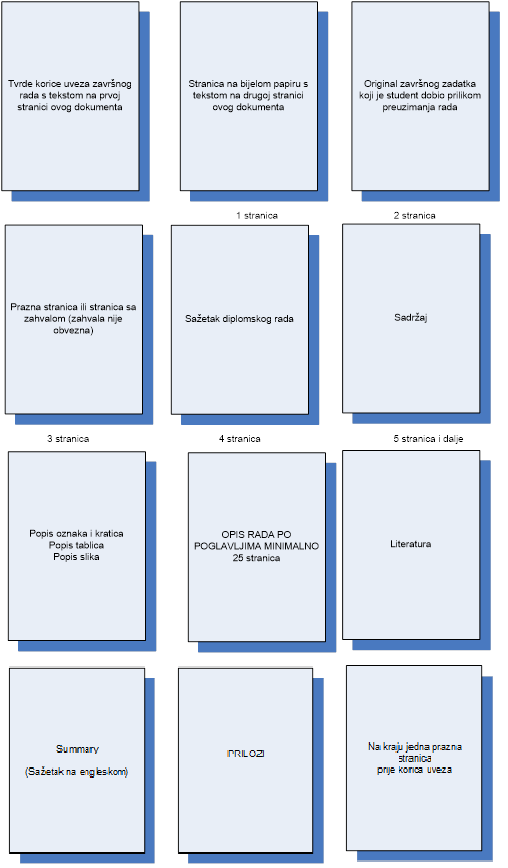 Tvrde korice uveza završnog
rada s tekstom na prvoj
stranici ovog dokumenta
Stranica na bijelom papiru s
tekstom na drugoj stranici
ovog dokumenta
Original završnog zadatka
koji je student dobio prilikom
preuzimanja rada
1 stranica
2 stranica
Prazna stranica ili stranica sa
zahvalom (zahvala nije
obvezna)
Sažetak diplomskog rada
Sadržaj
3 stranica
4 stranica
5 stranica i dalje
Popis oznaka i kratica
Popis tablica
Popis slika
OPIS RADA PO
POGLAVLJIMA MINIMALNO
25 stranica
Literatura
Summary
(Sažetak na engleskom)
PRILOZI
Na kraju jedna prazna
stranica
prije korica uveza